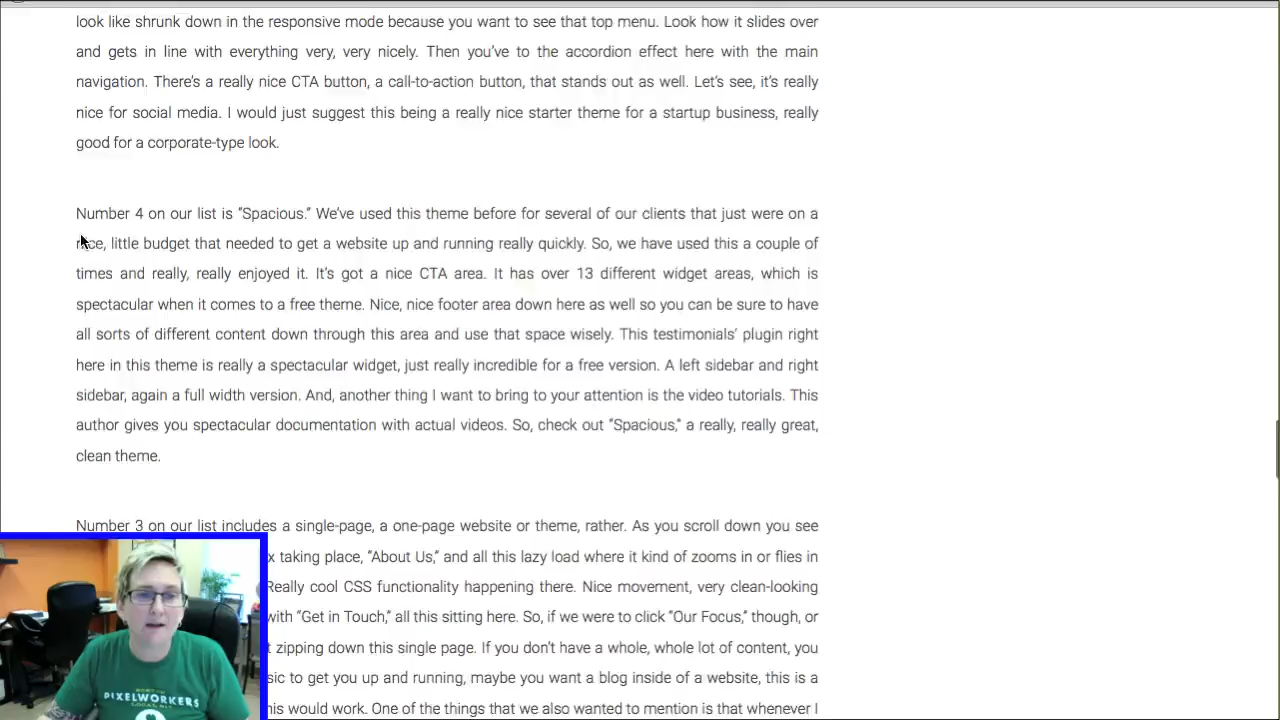 look like shrunk down in the responsive mode because you want to see that top menu. Look how it slides over
and gets in line with everything very, very nicely. Then you've to the accordion effect here with the main
navigation. There's a really nice CTA button, a call-to-action button, that stands out as well. Let's see, it's really
nice for social media. I would just suggest this being a really nice starter theme for a startup business, really
good for a corporate-type look.
Number 4 on our list is “Spacious.” We've used this theme before for several of our clients that just were on a
nice, little budget that needed to get a website up and running really quickly. So, we have used this a couple of
times and really, really enjoyed it. It's got a nice CTA area. It has over 13 different widget areas, which is
spectacular when it comes to a free theme. Nice, nice footer area down here as well so you can be sure to have
all sorts of different content down through this area and use that space wisely. This testimonials' plugin right
here in this theme is really a spectacular widget, just really incredible for a free version. A left sidebar and right
sidebar, again a full width version. And, another thing I want to bring to your attention is the video tutorials. This
author gives you spectacular documentation with actual videos. So, check out “Spacious,” a really, really great,
clean theme.
Number 3 on our list includes a single-page, a one-page website or theme, rather. As you scroll down you see
taking place, “About Us,” and all this lazy load where it kind of zooms in or flies in
Really cool CSS functionality happening there. Nice movement, very clean-looking
with “Get in Touch,” all this sitting here. So, if we were to click “Our Focus,” though, or
zipping down this single page. If you don't have a whole, whole lot of content, you
to get you up and running, maybe you want a blog inside of a website, this is a
this would work. One of the things that we also wanted to mention is that whenever I
PIXELWORKERS